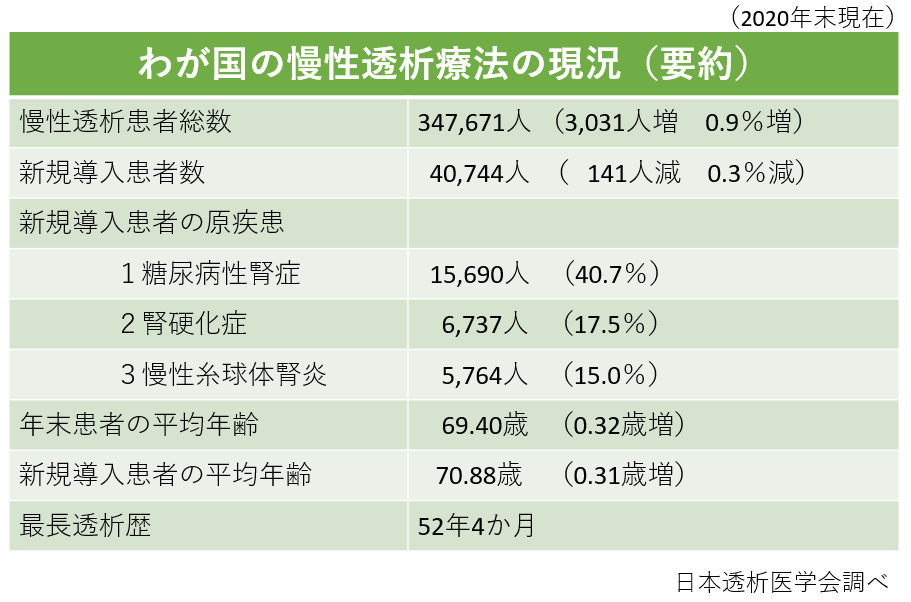 （2020年末現在）
わが国の慢性透析療法の現況（要約）
慢性透析患者総数 347,671人 （3,031人増 0.9％増）
新規導入患者数 40,744人 （ 141人減 0.3％減）
新規導入患者の原疾患
１糖尿病性腎症 15,690人 （40.7％）
２腎硬化症 6,737人 （17.5％）
３慢性糸球体腎炎 5,764人 （15.0％）
年末患者の平均年齢 69.40歳 （0.32歳増）
新規導入患者の平均年齢 70.88歳 （0.31歳増）
最長透析歴 52年4か月
日本透析医学会調べ